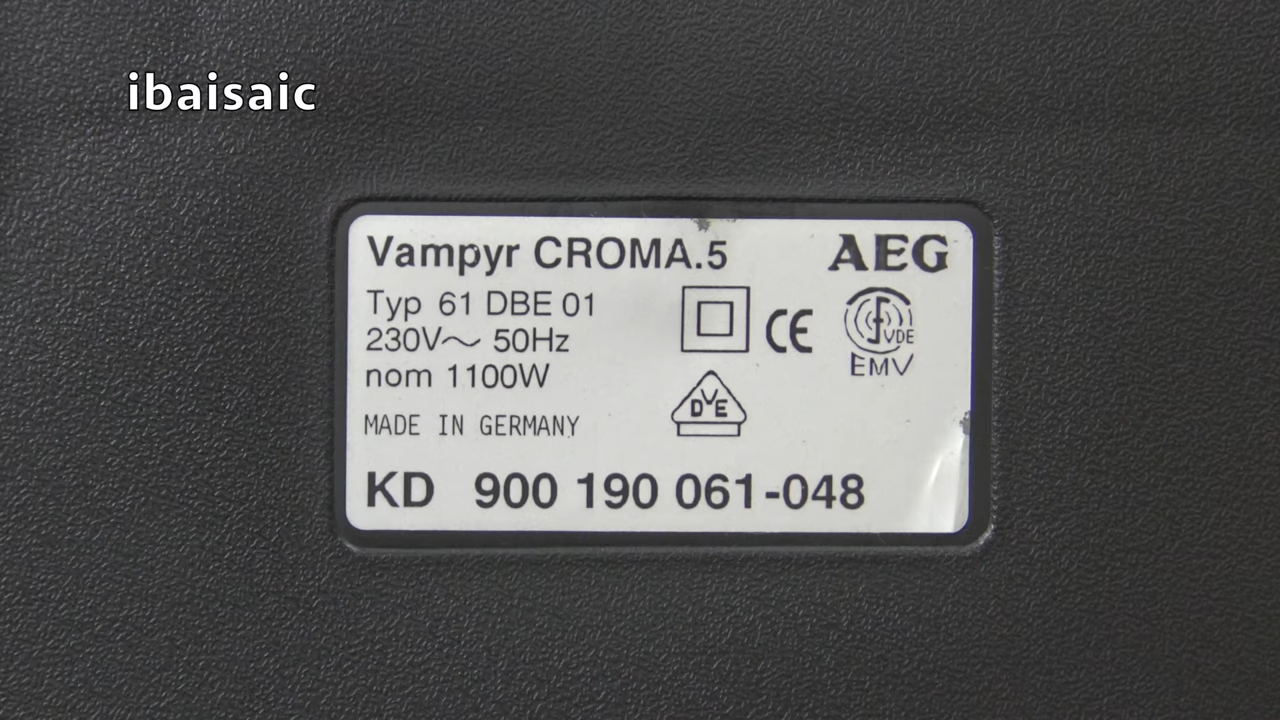 ibaisaic
Vampyr CROMA.5
AEG
Typ 61 DBE 01
230V～ 50Hz
nom 1100W
CE
VDE
EMV
DVE
MADE IN GERMANY
KD 900 190 061-048